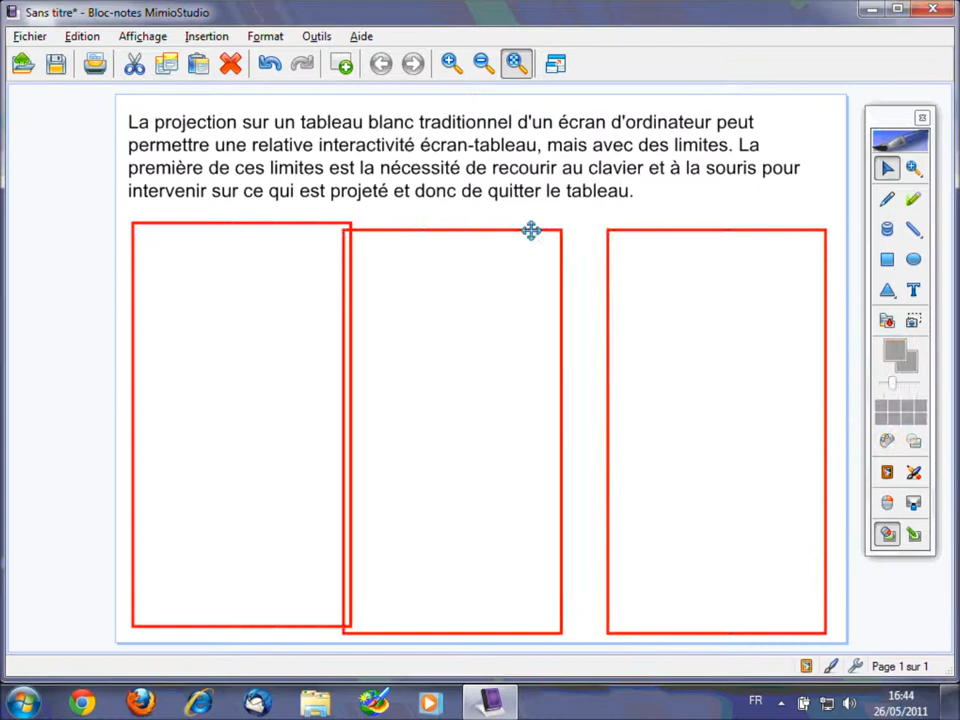 Sans titre* - Bloc-notes MimioStudio
Fichier Edition Affichage Insertion Format Outils Aide
La projection sur un tableau blanc traditionnel d'un écran d'ordinateur peut
permettre une relative interactivité écran-tableau, mais avec des limites. La
première de ces limites est la nécessité de recourir au clavier et à la souris pour
intervenir sur ce qui est projeté et donc de quitter le tableau.
T
Page 1 sur 1
FR
16:44
26/05/2011